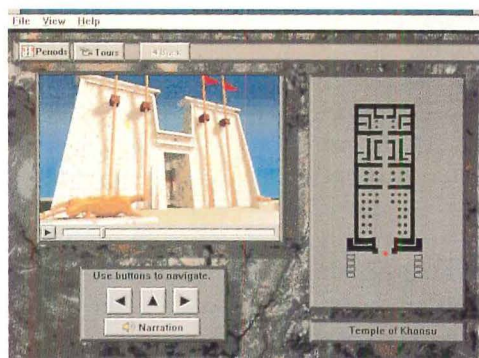 File View Help
Periods Tours Back
Use buttons to navigate.
Narration
Temple of Khonsu